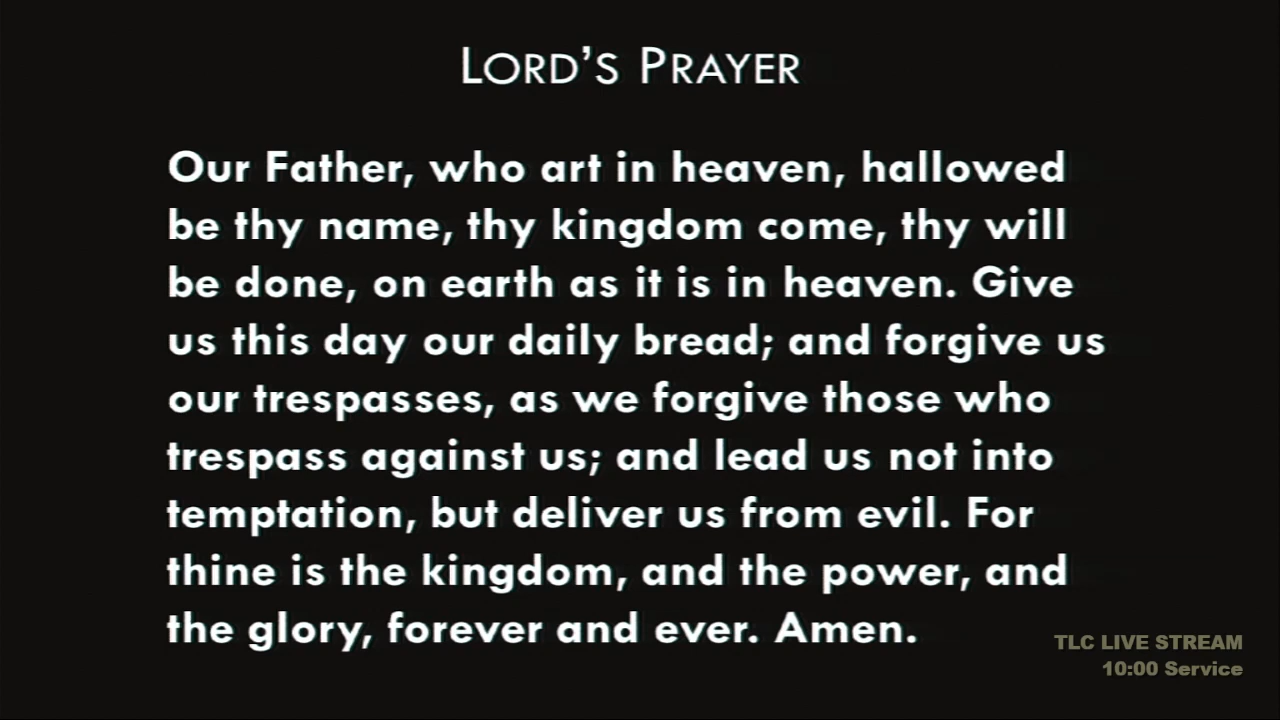 LORD'S PRAYER
Our Father, who art in heaven, hallowed
be thy name, thy kingdom come, thy will
be done, on earth as it is in heaven. Give
us this day our daily bread; and forgive us
our trespasses, as we forgive those who
trespass against us; and lead us not into
temptation, but deliver us from evil. For
thine is the kingdom, and the power, and
the glory, forever and ever. Amen.
TLC LIVE STREAM
10:00 Service